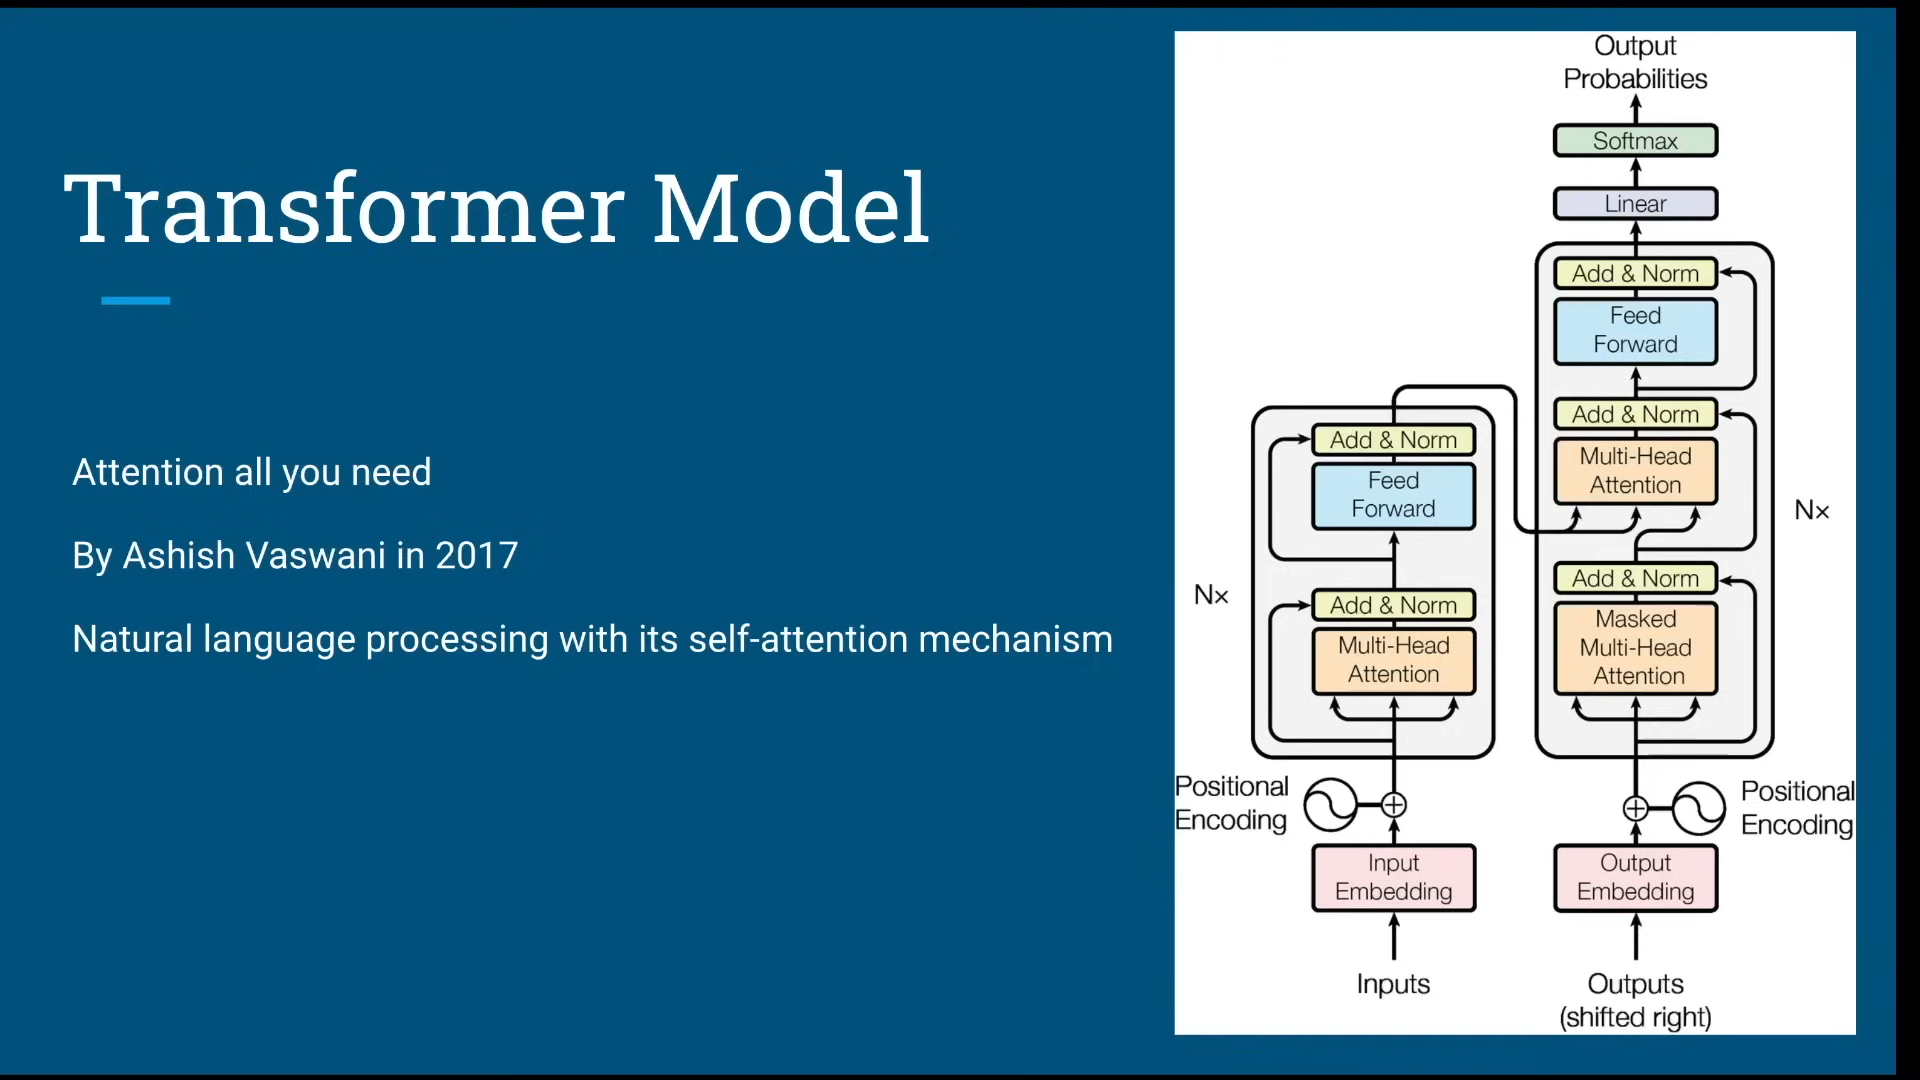 Transformer Model
Attention all you need
By Ashish Vaswani in 2017
Natural language processing with its self-attention mechanism
Output
Probabilities
Softmax
Linear
Add & Norm
Feed
Forward
Add & Norm
Multi-Head
Attention
Nx
Add & Norm
Masked
Multi-Head
Attention
Add & Norm
Feed
Forward
Nx
Add & Norm
Multi-Head
Attention
Positional
Encoding
Positional
Encoding
Input
Embedding
Output
Embedding
Inputs
Outputs
(shifted right)